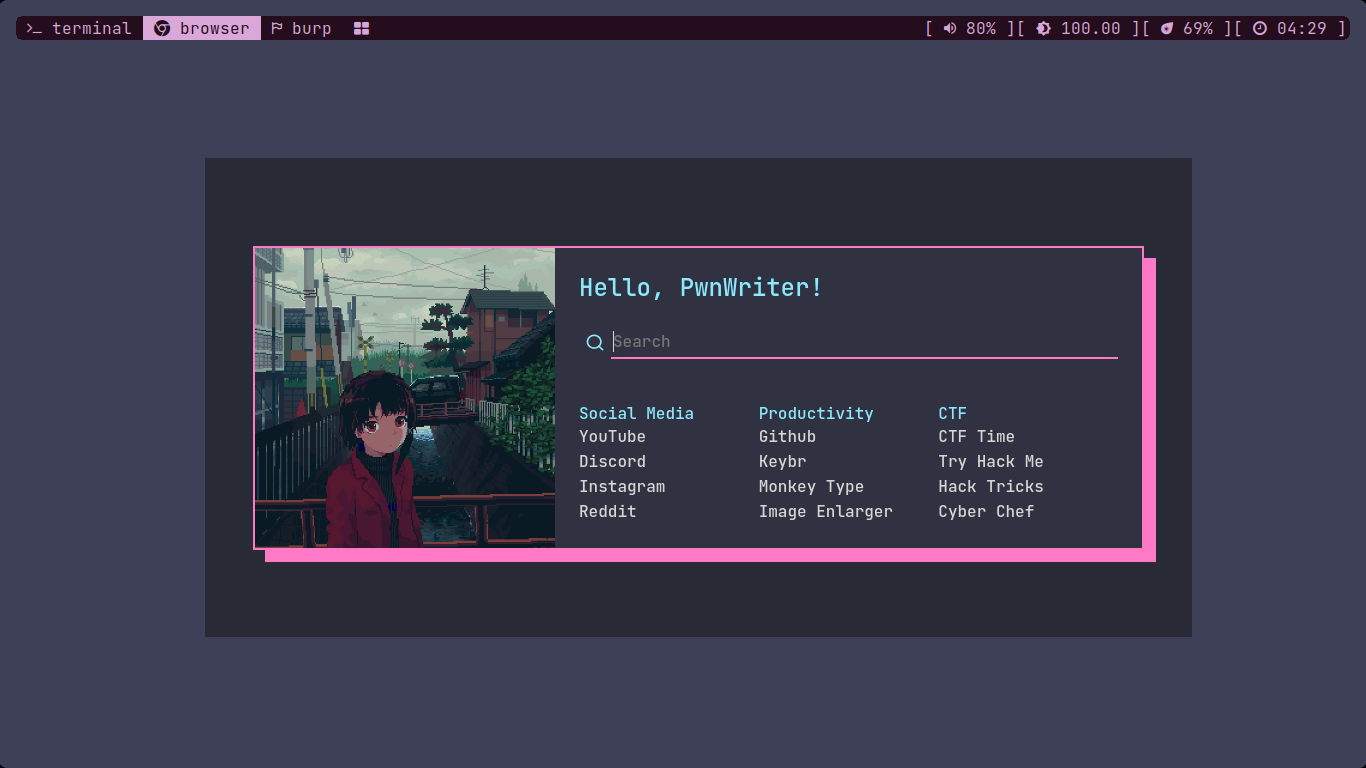 terminal browser burp [ 80% ][ 100.00 ][ 69% ][ 04:29 ]
Hello, PwnWriter!
Search
Social Media Productivity CTF
YouTube Github CTF Time
Discord Keybr Try Hack Me
Instagram Monkey Type Hack Tricks
Reddit Image Enlarger Cyber Chef